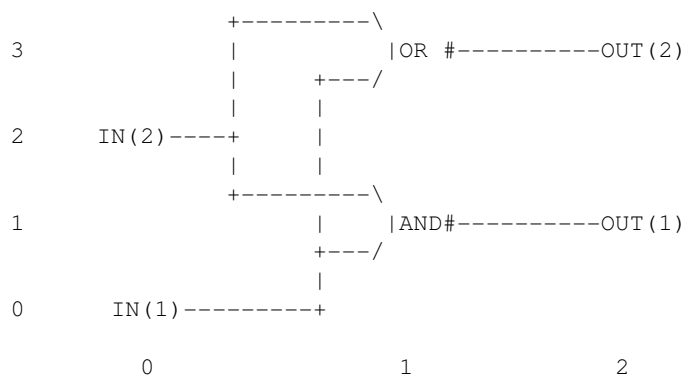 3 OR OUT(2)
2 IN(2)
1 AND OUT(1)
0 IN(1)
0 1 2